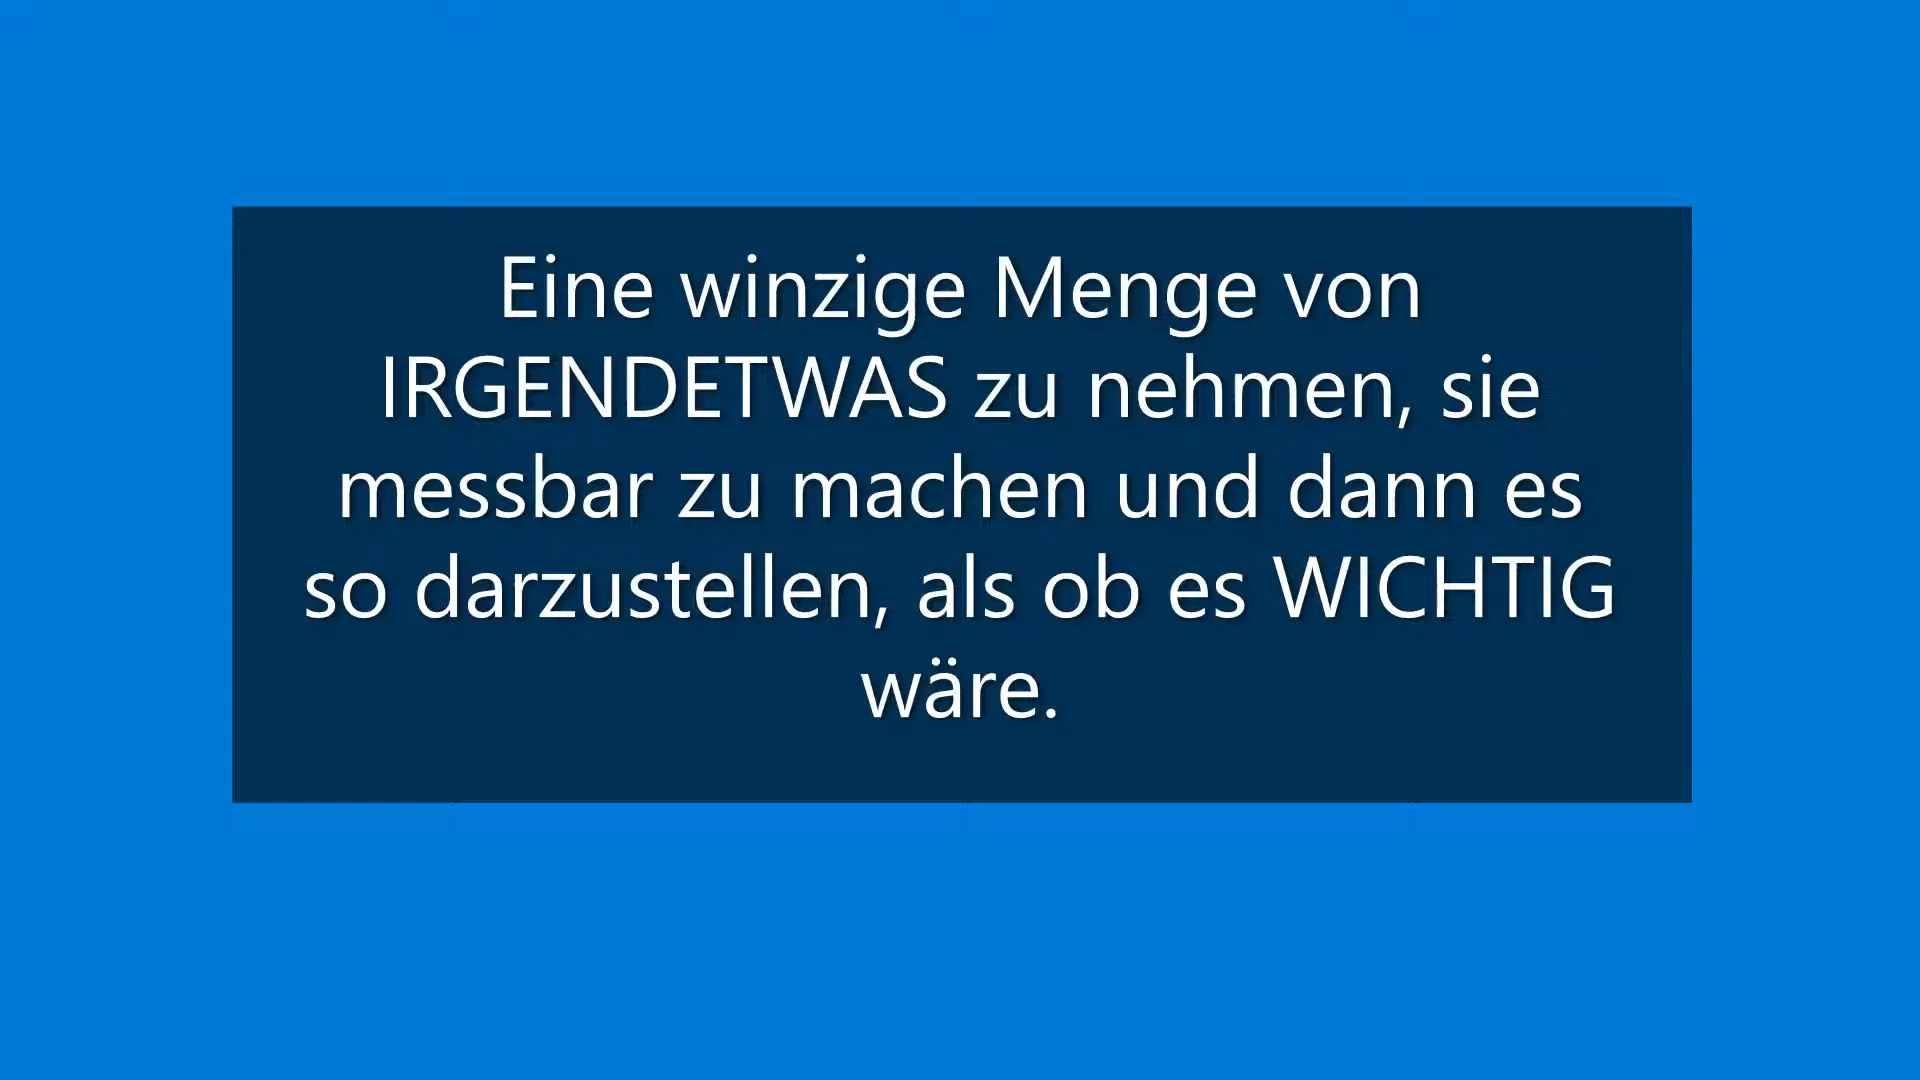 Eine winzige Menge von
IRGENDETWAS zu nehmen, sie
messbar zu machen und dann es
so darzustellen, als ob es WICHTIG
wäre.